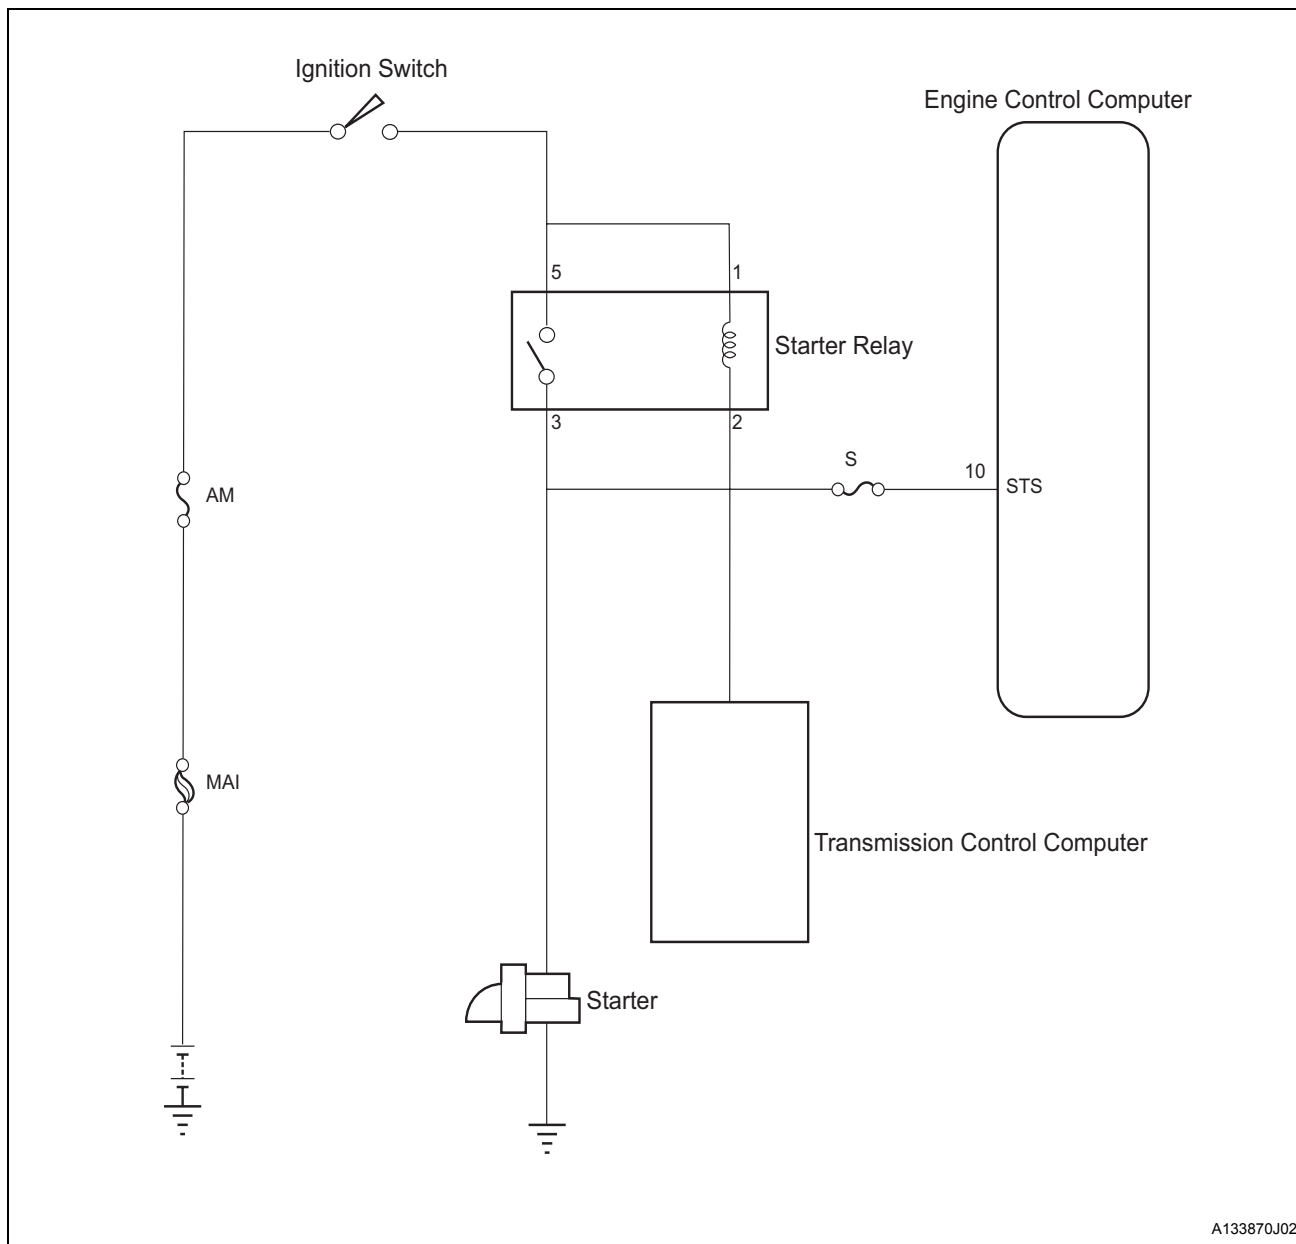 Ignition Switch
Engine Control Computer
5
1
Starter Relay
3
2
S
10
STS
AM
MAI
Transmission Control Computer
Starter
A133870J02